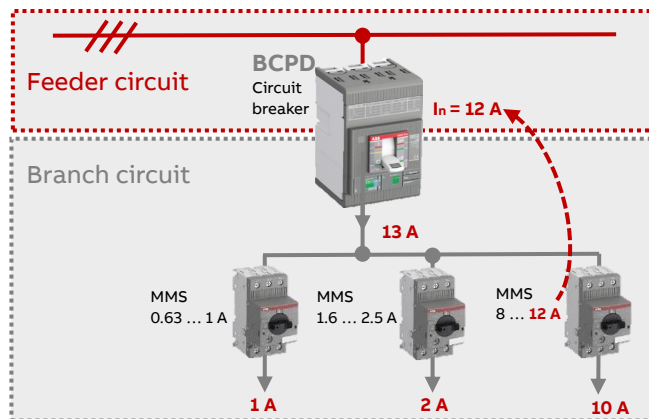 Feeder circuit
BCPD
Circuit
breaker
In = 12 A
ABB
Branch circuit
13 A
MMS
0.63 ... 1 A
MMS
1.6 ... 2.5 A
MMS
8 ... 12 A
1 A
2 A
10 A